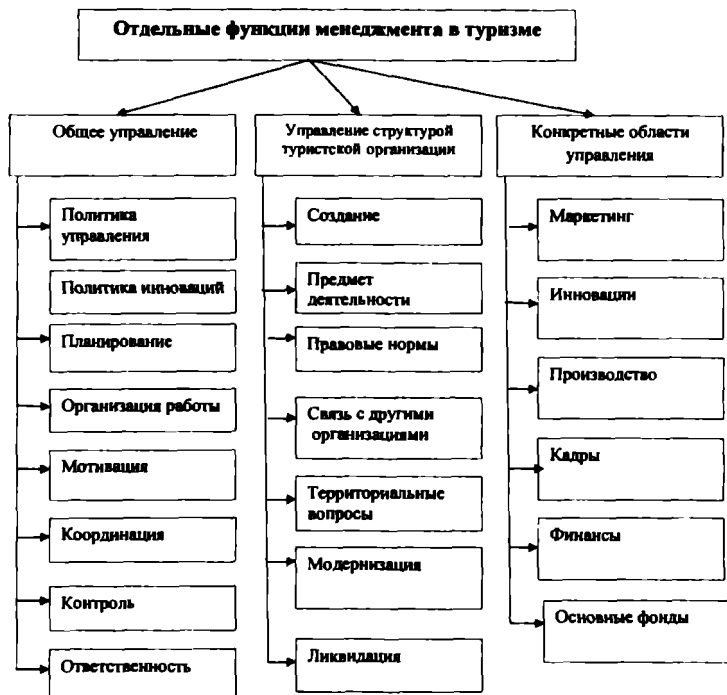 Отдельные функции менеджмента в туризме
Общее управление
Политика
управления
Политика инноваций
Планирование
Организация работы
Мотивация
Координация
Контроль
Ответственность
Управление структурой
туристской организации
Создание
Предмет
деятельности
Правовые нормы
Связь с другими
организациями
Территориальные
вопросы
Модернизация
Ликвидация
Конкретные области
управления
Маркетинг
Инновации
Производство
Кадры
Финансы
Основные фонды